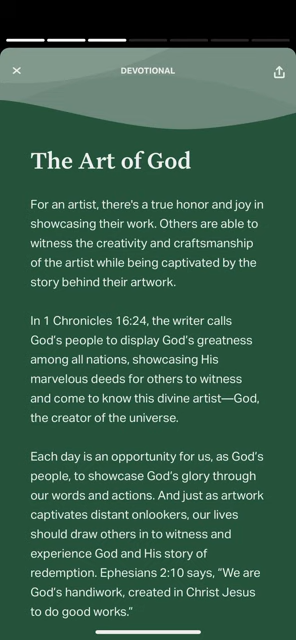 DEVOTIONAL
The Art of God
For an artist, there's a true honor and joy in
showcasing their work. Others are able to
witness the creativity and craftsmanship
of the artist while being captivated by the
story behind their artwork.
In 1 Chronicles 16:24, the writer calls
God's people to display God's greatness
among all nations, showcasing His
marvelous deeds for others to witness
and come to know this divine artist—God,
the creator of the universe.
Each day is an opportunity for us, as God's
people, to showcase God's glory through
our words and actions. And just as artwork
captivates distant onlookers, our lives
should draw others in to witness and
experience God and His story of
redemption. Ephesians 2:10 says, “We are
God's handiwork, created in Christ Jesus
to do good works.”